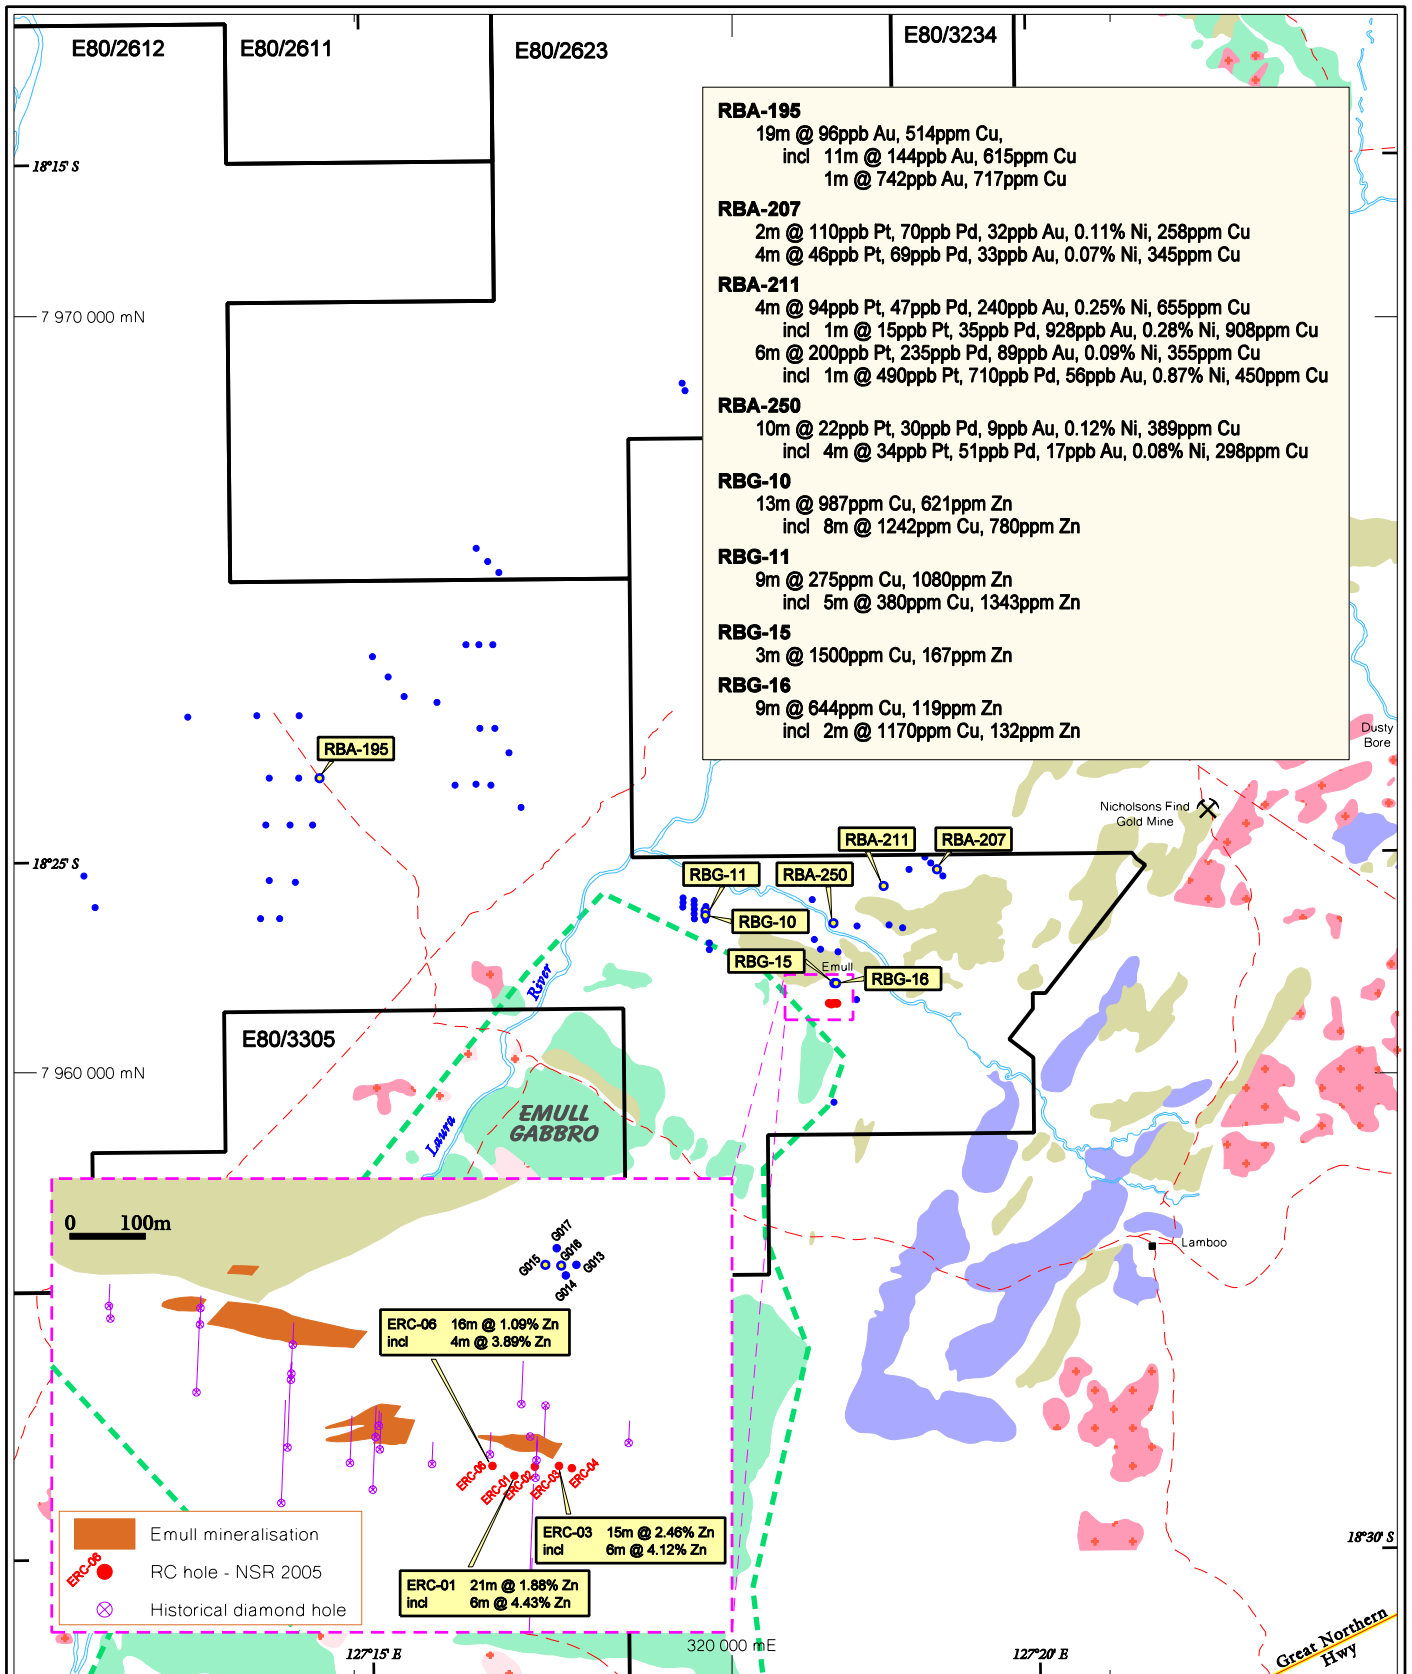 E80/2612
E80/2611
E80/2623
E80/3234
RBA-195
19m @ 96ppb Au, 514ppm Cu,
incl 11m @ 144ppb Au, 615ppm Cu
1m @ 742ppb Au, 717ppm Cu
RBA-207
2m @ 110ppb Pt, 70ppb Pd, 32ppb Au, 0.11% Ni, 258ppm Cu
4m @ 46ppb Pt, 69ppb Pd, 33ppb Au, 0.07% Ni, 345ppm Cu
RBA-211
4m @ 94ppb Pt, 47ppb Pd, 240ppb Au, 0.25% Ni, 655ppm Cu
incl 1m @ 15ppb Pt, 35ppb Pd, 928ppb Au, 0.28% Ni, 908ppm Cu
6m @ 200ppb Pt, 235ppb Pd, 89ppb Au, 0.09% Ni, 355ppm Cu
incl 1m @ 490ppb Pt, 710ppb Pd, 56ppb Au, 0.87% Ni, 450ppm Cu
RBA-250
10m @ 22ppb Pt, 30ppb Pd, 9ppb Au, 0.12% Ni, 389ppm Cu
incl 4m @ 34ppb Pt, 51ppb Pd, 17ppb Au, 0.08% Ni, 298ppm Cu
RBG-10
13m @ 987ppm Cu, 621ppm Zn
incl 8m @ 1242ppm Cu, 780ppm Zn
RBG-11
9m @ 275ppm Cu, 1080ppm Zn
incl 5m @ 380ppm Cu, 1343ppm Zn
RBG-15
3m @ 1500ppm Cu, 167ppm Zn
RBG-16
9m @ 644ppm Cu, 119ppm Zn
incl 2m @ 1170ppm Cu, 132ppm Zn
18°15' S
7 970 000 mN
Dusty
Bore
RBA-195
Nicholsons Find
Gold Mine
18°25' S
RBA-211
RBA-207
RBG-11
RBA-250
RBG-10
RBG-15
Emull
RBG-16
River
Laura
E80/3305
7 960 000 mN
EMULL
GABBRO
Lamboo
0 100m
G017
G015
G016
G013
G014
ERC-06 16m @ 1.09% Zn
incl 4m @ 3.89% Zn
ERC-06
ERC-01
ERC-02
ERC-03
ERC-04
ERC-03 15m @ 2.46% Zn
incl 6m @ 4.12% Zn
ERC-01 21m @ 1.88% Zn
incl 6m @ 4.43% Zn
Emull mineralisation
ERC-06
RC hole - NSR 2005
Historical diamond hole
18°30' S
320 000 mE
127°15' E
127°20' E
Great Northern
Hwy